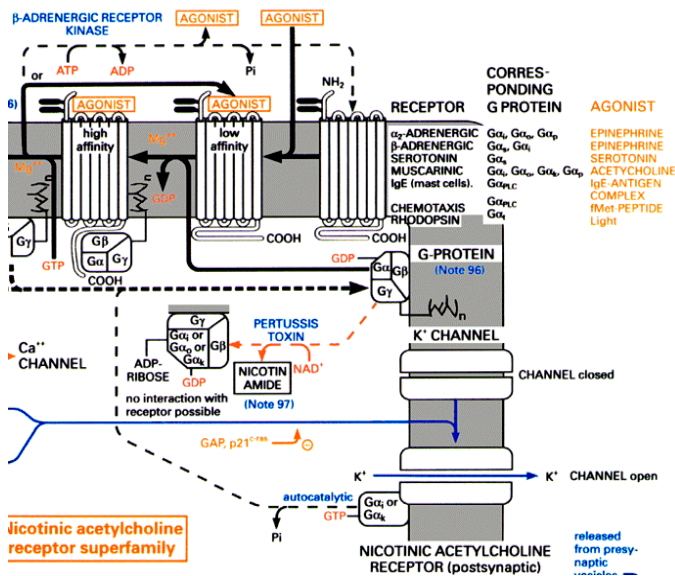 β-ADRENERGIC RECEPTOR
KINASE
AGONIST
AGONIST
ATP
ADP
Pi
or
6)
NH₂
AGONIST
AGONIST
high
affinity
low
affinity
Mg⁺⁺
Mg⁺⁺
GDP
n
n
Gγ
Gβ
Gα
Gγ
GTP
COOH
COOH
COOH
RECEPTOR
CORRES-
PONDING
G PROTEIN
AGONIST
α₂-ADRENERGIC Gαᵢ, Gαₒ, Gαₚ EPINEPHRINE
β-ADRENERGIC Gαₛ, Gαᵢ EPINEPHRINE
SEROTONIN Gαₛ SEROTONIN
MUSCARINIC Gαᵢ, Gαₒ, Gαₖ, Gαₚ ACETYCHOLINE
IgE (mast cells). Gα_PLC IgE-ANTIGEN
COMPLEX
CHEMOTAXIS Gα_PLC fMet-PEPTIDE
RHODOPSIN Gαₜ Light
GDP
Gα
Gβ
Gγ
G-PROTEIN
(Note 96)
n
K⁺ CHANNEL
CHANNEL closed
Gγ
Gαᵢ or
Gαₒ or
Gαₖ
Gβ
ADP-
RIBOSE
GDP
no interaction with
receptor possible
PERTUSSIS
TOXIN
NICOTIN
AMIDE
NAD⁺
(Note 97)
Ca⁺⁺
CHANNEL
GAP, p21ᶜ⁻ʳᵃˢ
⊖
K⁺
K⁺
CHANNEL open
autocatalytic
Pi
GTP
Gαᵢ or
Gαₖ
Nicotinic acetylcholine
receptor superfamily
NICOTINIC ACETYLCHOLINE
RECEPTOR (postsynaptic)
released
from presy-
naptic
vesicles